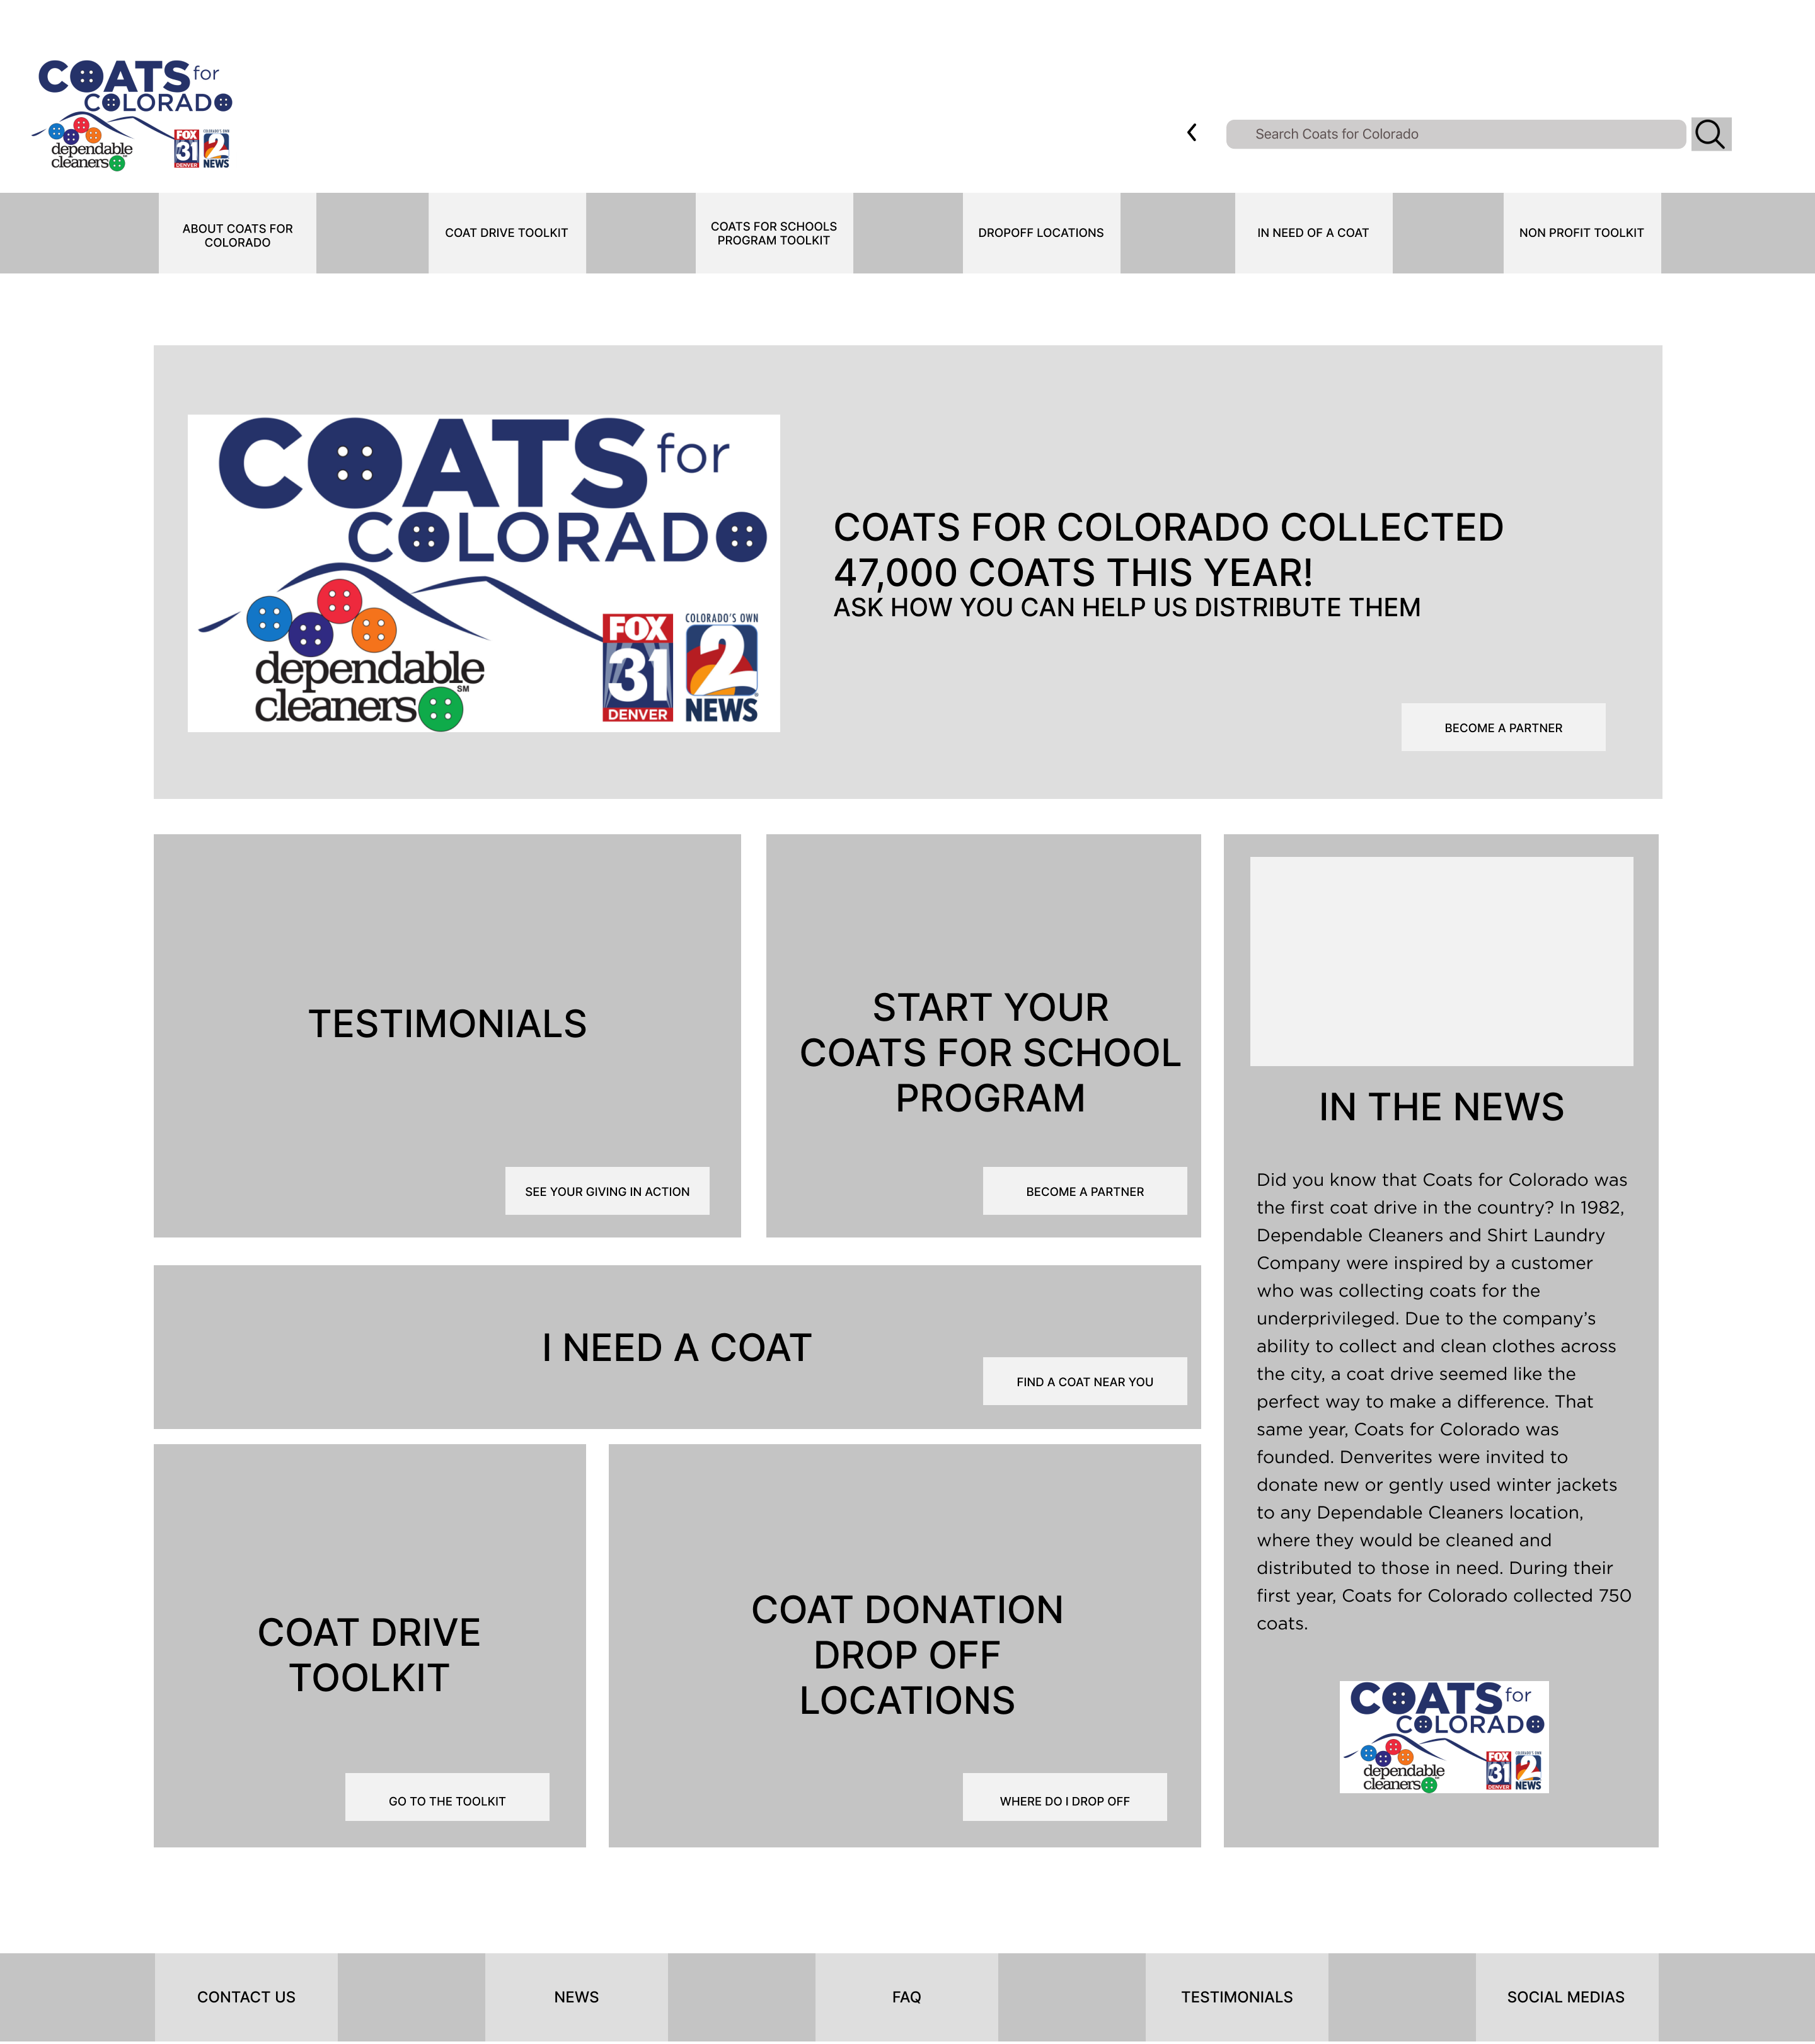 COATS for
COLORADO
dependable
cleaners
FOX
31
DENVER
COLORADO'S OWN
2
NEWS
Search Coats for Colorado
ABOUT COATS FOR
COLORADO
COAT DRIVE TOOLKIT
COATS FOR SCHOOLS
PROGRAM TOOLKIT
DROPOFF LOCATIONS
IN NEED OF A COAT
NON PROFIT TOOLKIT
COATS for
COLORADO
dependable
cleaners SM
FOX
31
DENVER
COLORADO'S OWN
2
NEWS
COATS FOR COLORADO COLLECTED
47,000 COATS THIS YEAR!
ASK HOW YOU CAN HELP US DISTRIBUTE THEM
BECOME A PARTNER
TESTIMONIALS
SEE YOUR GIVING IN ACTION
START YOUR
COATS FOR SCHOOL
PROGRAM
BECOME A PARTNER
I NEED A COAT
FIND A COAT NEAR YOU
COAT DRIVE
TOOLKIT
GO TO THE TOOLKIT
COAT DONATION
DROP OFF
LOCATIONS
WHERE DO I DROP OFF
IN THE NEWS
Did you know that Coats for Colorado was
the first coat drive in the country? In 1982,
Dependable Cleaners and Shirt Laundry
Company were inspired by a customer
who was collecting coats for the
underprivileged. Due to the company’s
ability to collect and clean clothes across
the city, a coat drive seemed like the
perfect way to make a difference. That
same year, Coats for Colorado was
founded. Denverites were invited to
donate new or gently used winter jackets
to any Dependable Cleaners location,
where they would be cleaned and
distributed to those in need. During their
first year, Coats for Colorado collected 750
coats.
COATS for
COLORADO
dependable
cleaners
FOX
31
DENVER
COLORADO'S OWN
2
NEWS
CONTACT US
NEWS
FAQ
TESTIMONIALS
SOCIAL MEDIAS